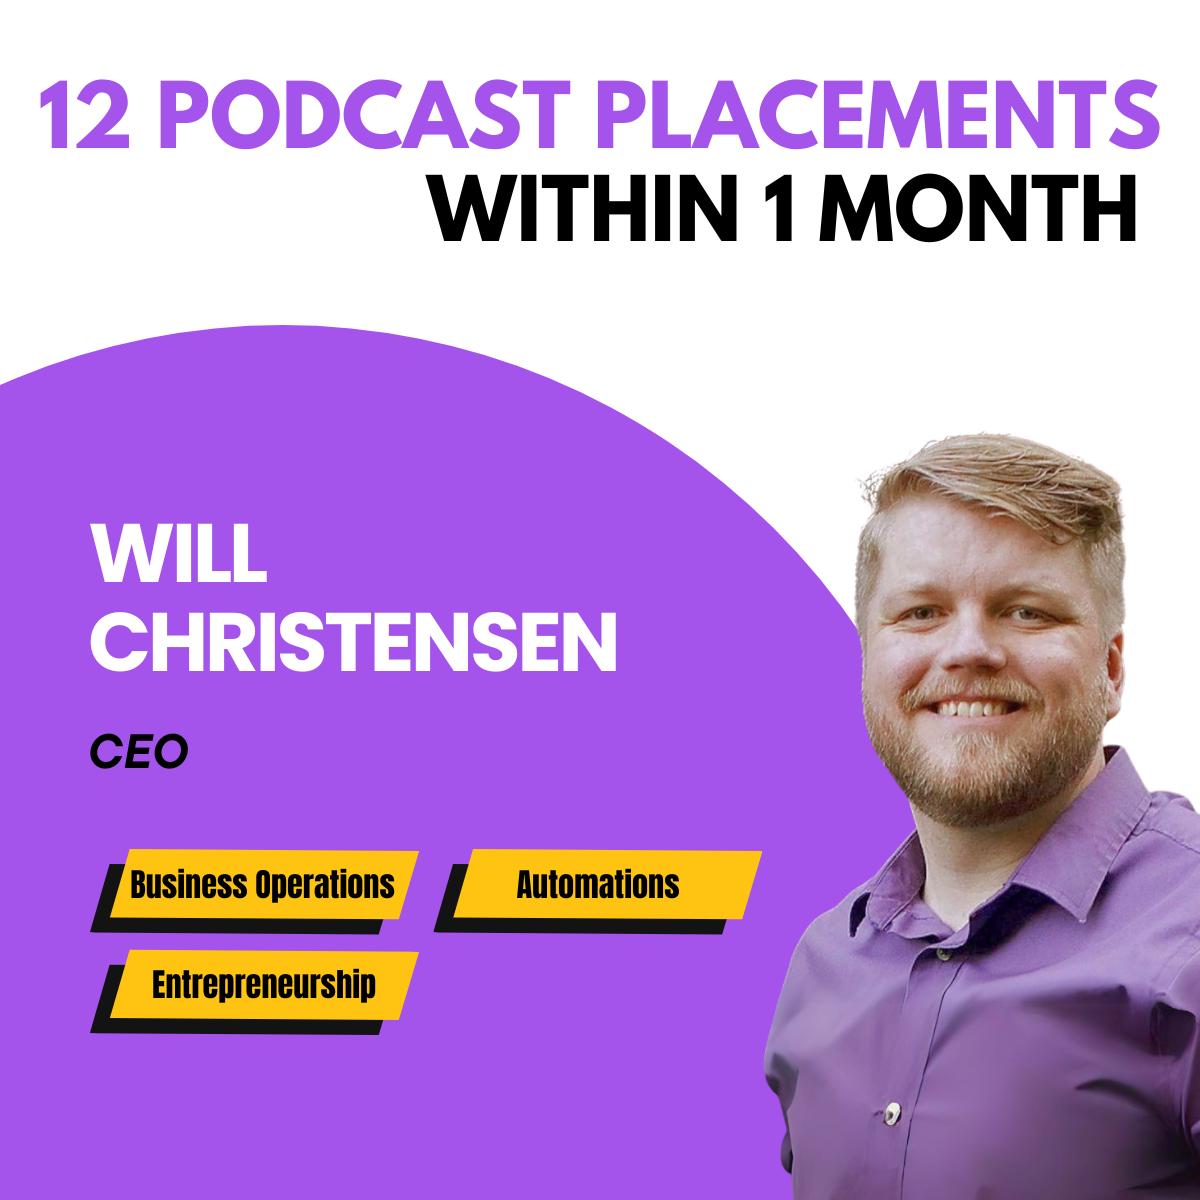 12 PODCAST PLACEMENTS
WITHIN 1 MONTH
WILL
CHRISTENSEN
CEO
Business Operations
Automations
Entrepreneurship